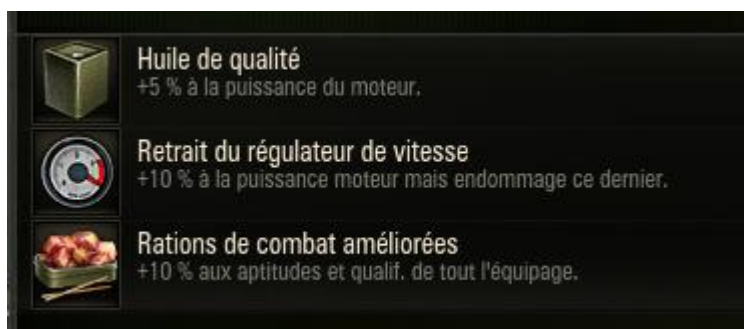 Huile de qualité
+5 % à la puissance du moteur.
Retrait du régulateur de vitesse
+10 % à la puissance moteur mais endommage ce dernier.
Rations de combat améliorées
+10 % aux aptitudes et qualif. de tout l'équipage.